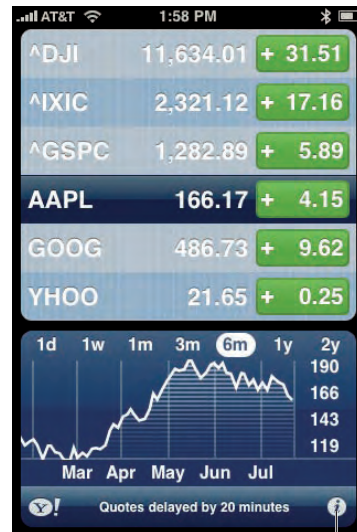 AT&T 1:58 PM
^DJI 11,634.01 + 31.51
^IXIC 2,321.12 + 17.16
^GSPC 1,282.89 + 5.89
AAPL 166.17 + 4.15
GOOG 486.73 + 9.62
YHOO 21.65 + 0.25
1d 1w 1m 3m 6m 1y 2y
190
166
143
119
Mar Apr May Jun Jul
Y! Quotes delayed by 20 minutes i